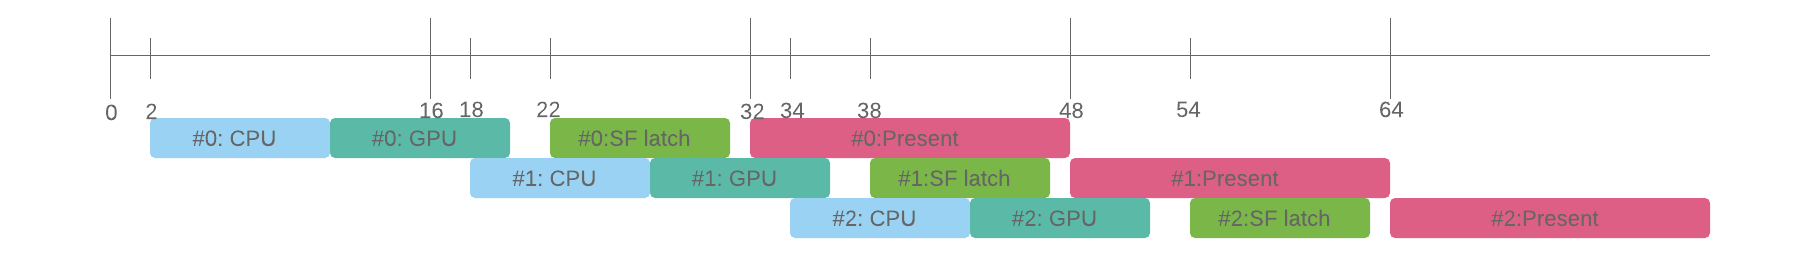 0 2 16 18 22 32 34 38 48 54 64
#0: CPU #0: GPU #0:SF latch #0:Present
#1: CPU #1: GPU #1:SF latch #1:Present
#2: CPU #2: GPU #2:SF latch #2:Present